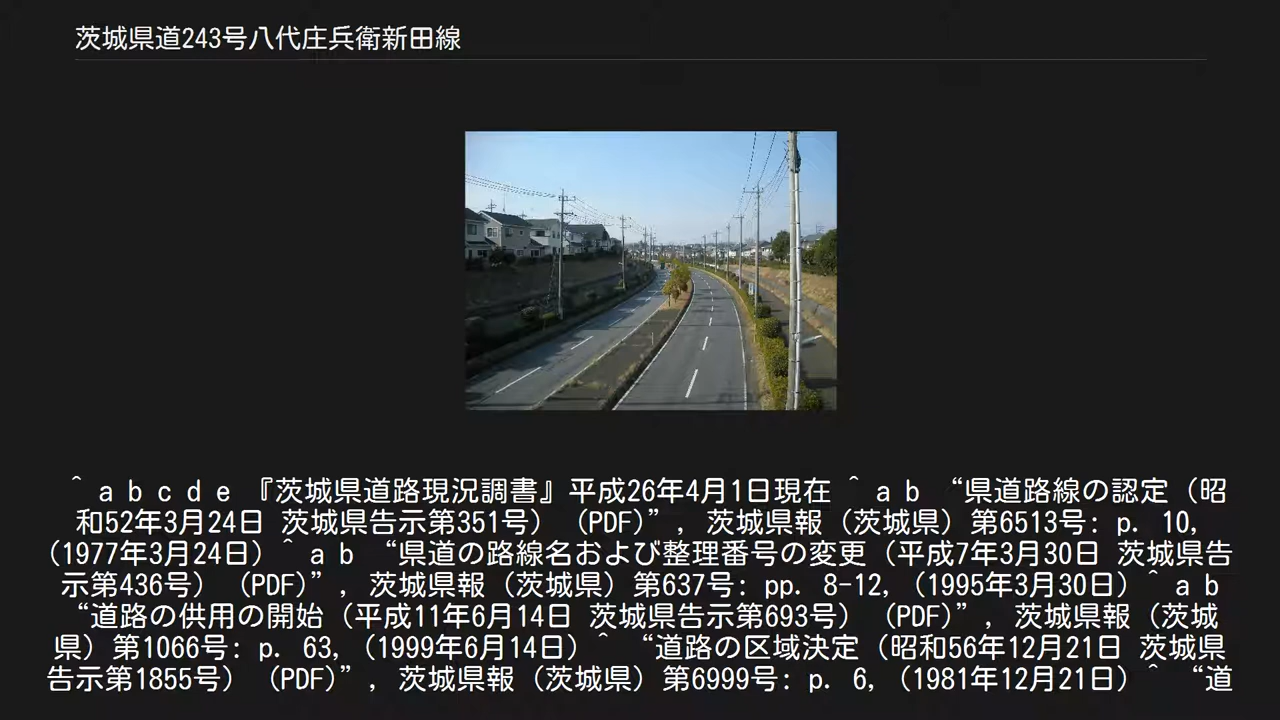 茨城県道243号八代庄兵衛新田線
^ a b c d e 『茨城県道路現況調書』平成26年4月1日現在 ^ a b “県道路線の認定（昭
和52年3月24日 茨城県告示第351号）（PDF）”, 茨城県報（茨城県）第6513号: p. 10,
（1977年3月24日）^ a b “県道の路線名および整理番号の変更（平成7年3月30日 茨城県告
示第436号）（PDF）”, 茨城県報（茨城県）第637号: pp. 8-12, （1995年3月30日）^ a b
“道路の供用の開始（平成11年6月14日 茨城県告示第693号）（PDF）”, 茨城県報（茨城
県）第1066号: p. 63, （1999年6月14日）^ “道路の区域決定（昭和56年12月21日 茨城県
告示第1855号）（PDF）”, 茨城県報（茨城県）第6999号: p. 6, （1981年12月21日）^ “道